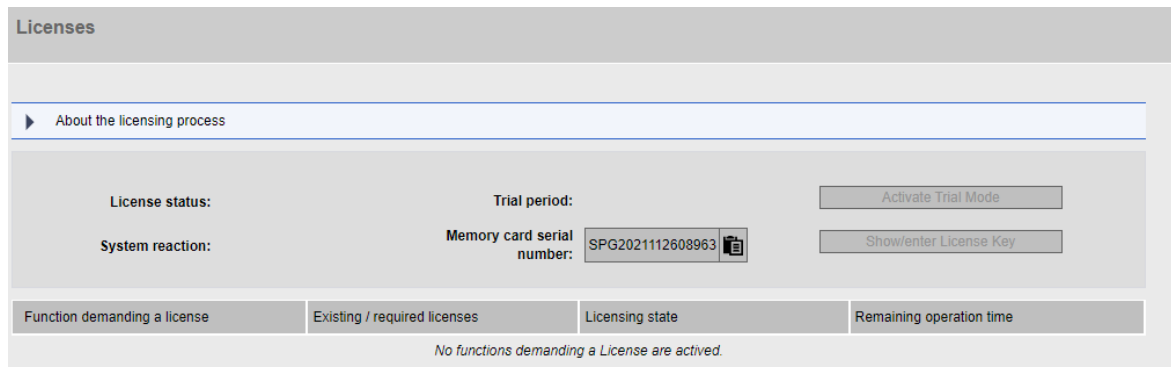 Licenses
About the licensing process
License status:
Trial period:
Activate Trial Mode
System reaction:
Memory card serial
number:
SPG2021112608963
Show/enter License Key
Function demanding a license
Existing / required licenses
Licensing state
Remaining operation time
No functions demanding a License are actived.